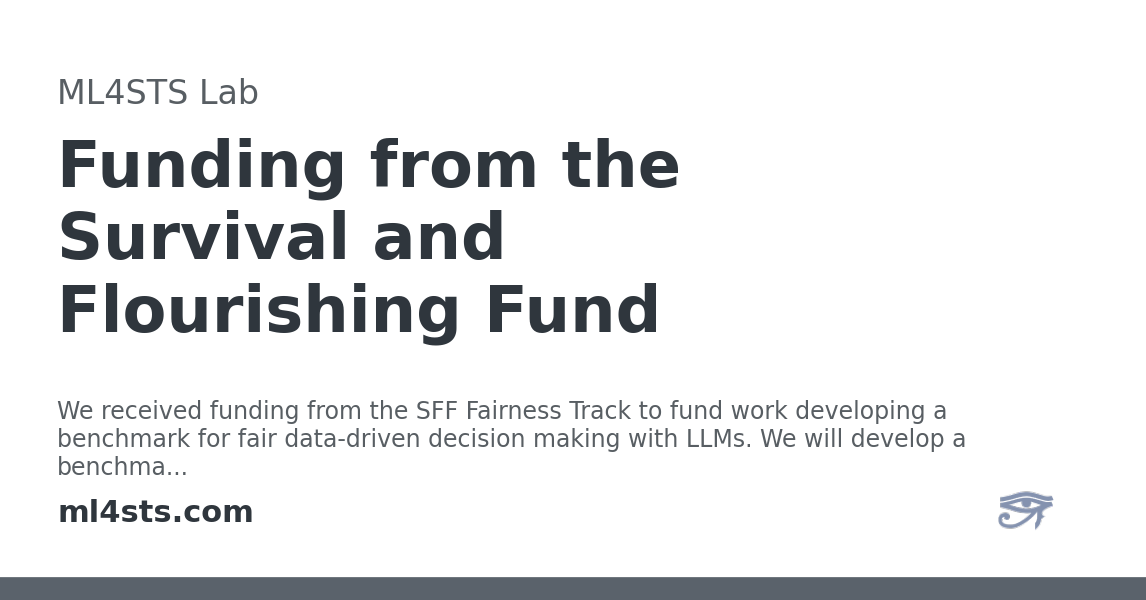 ML4STS Lab
Funding from the
Survival and
Flourishing Fund
We received funding from the SFF Fairness Track to fund work developing a
benchmark for fair data-driven decision making with LLMs. We will develop a
benchma...
ml4sts.com